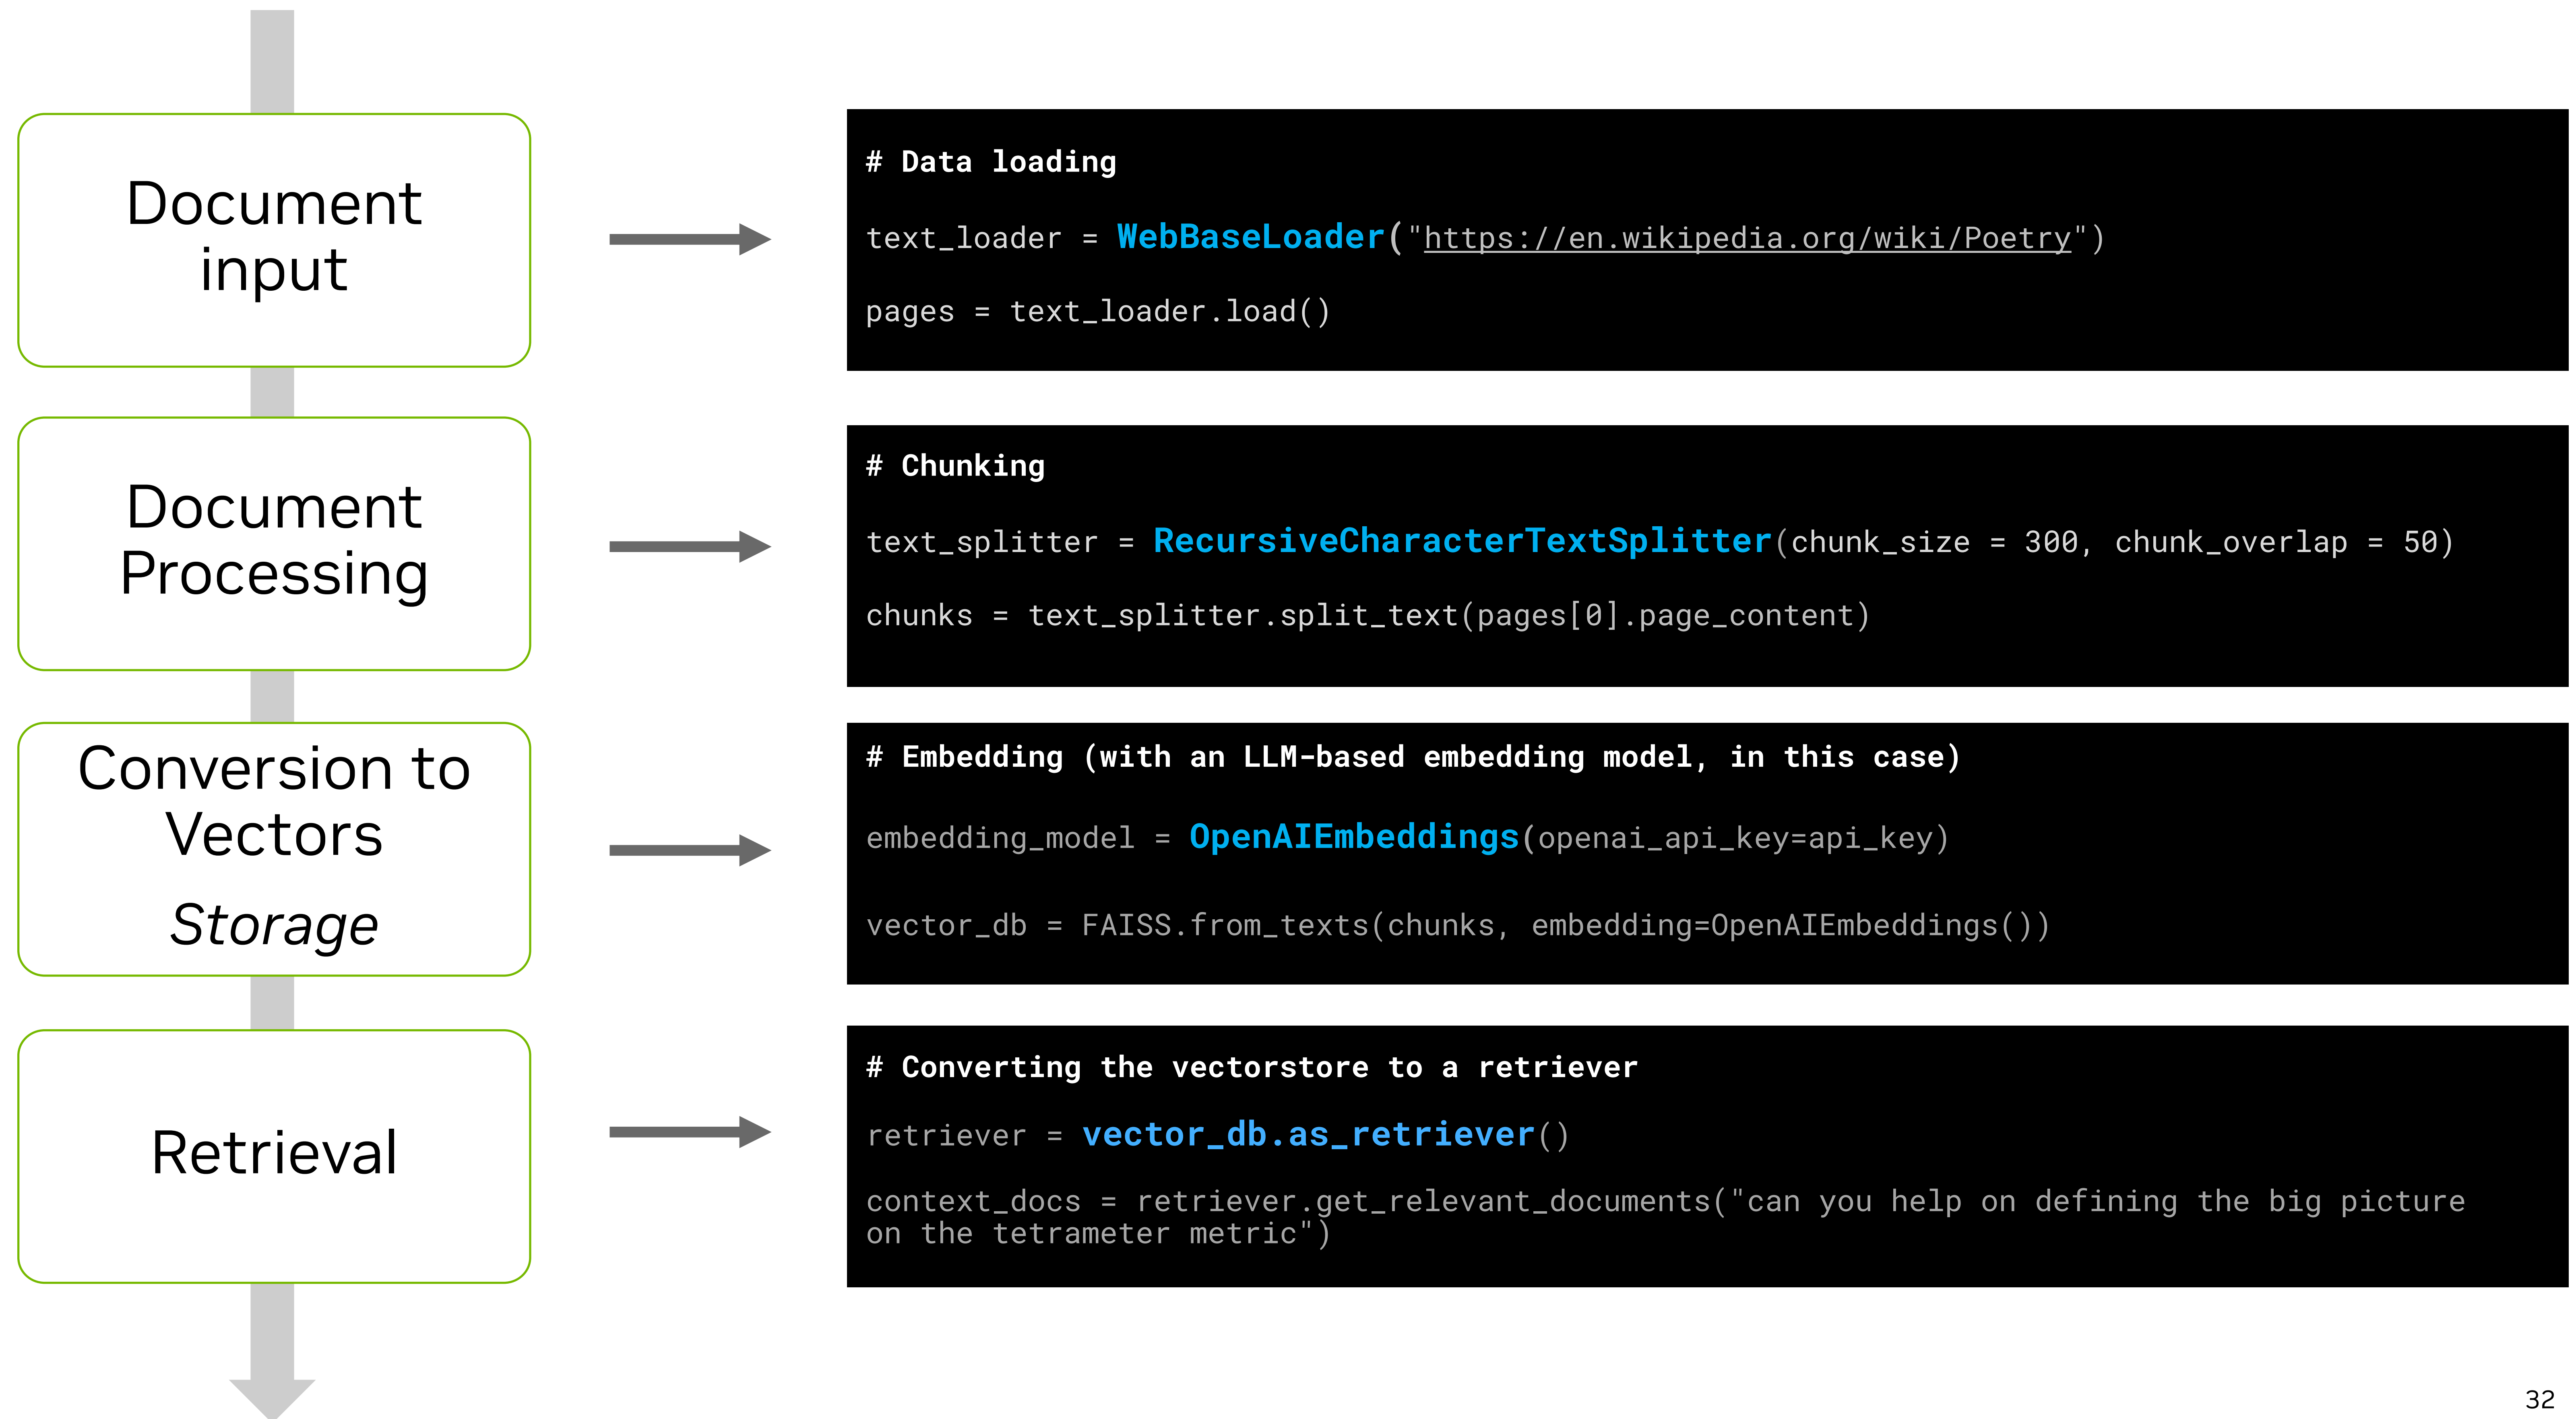 Document
input
# Data loading
text_loader = WebBaseLoader("https://en.wikipedia.org/wiki/Poetry")
pages = text_loader.load()
Document
Processing
# Chunking
text_splitter = RecursiveCharacterTextSplitter(chunk_size = 300, chunk_overlap = 50)
chunks = text_splitter.split_text(pages[0].page_content)
Conversion to
Vectors
Storage
# Embedding (with an LLM-based embedding model, in this case)
embedding_model = OpenAIEmbeddings(openai_api_key=api_key)
vector_db = FAISS.from_texts(chunks, embedding=OpenAIEmbeddings())
Retrieval
# Converting the vectorstore to a retriever
retriever = vector_db.as_retriever()
context_docs = retriever.get_relevant_documents("can you help on defining the big picture
on the tetrameter metric")
32